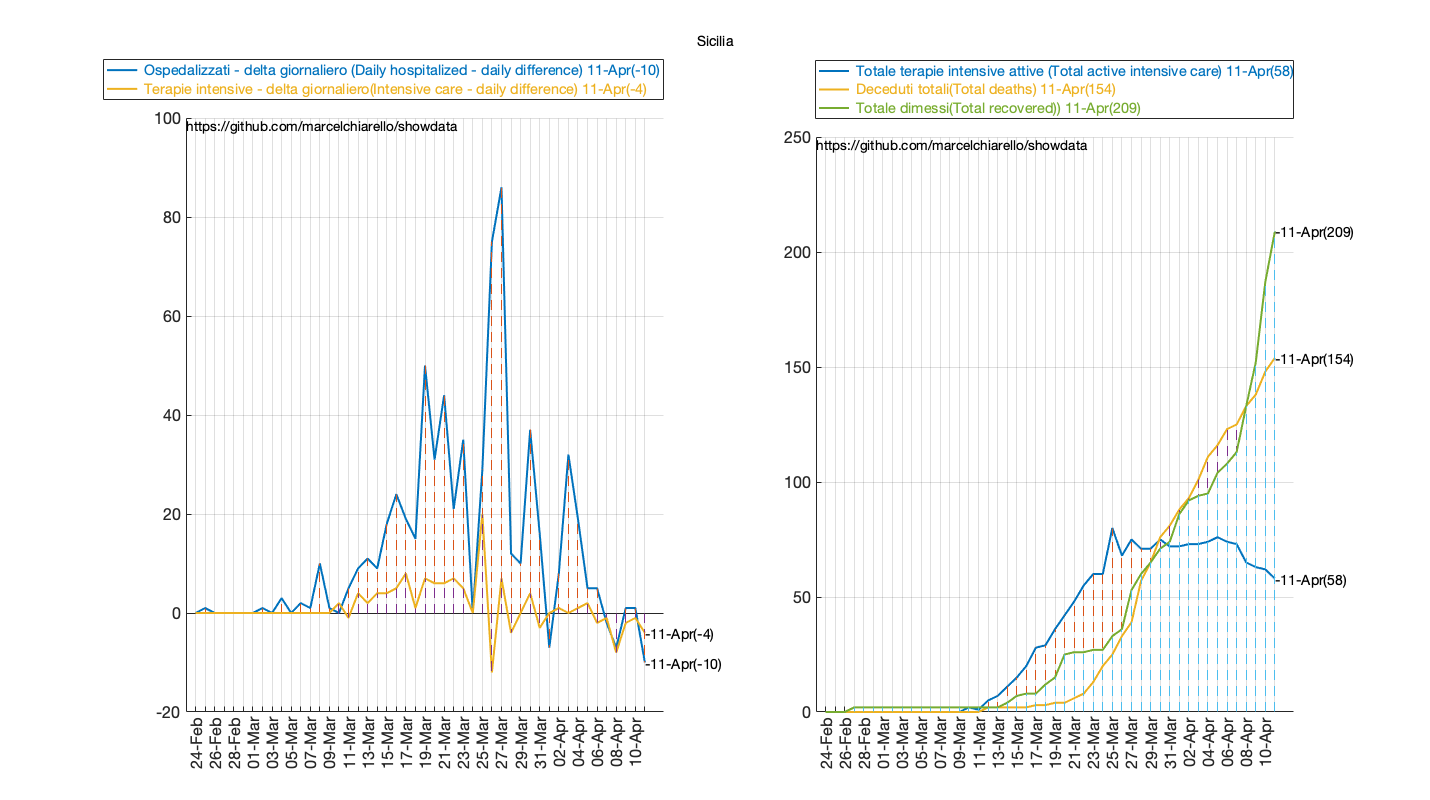 Sicilia
Ospedalizzati - delta giornaliero (Daily hospitalized - daily difference) 11-Apr(-10)
Terapie intensive - delta giornaliero(Intensive care - daily difference) 11-Apr(-4)
https://github.com/marcelchiarello/showdata
100
80
60
40
20
0
-20
-11-Apr(-4)
-11-Apr(-10)
24-Feb
26-Feb
28-Feb
01-Mar
03-Mar
05-Mar
07-Mar
09-Mar
11-Mar
13-Mar
15-Mar
17-Mar
19-Mar
21-Mar
23-Mar
25-Mar
27-Mar
29-Mar
31-Mar
02-Apr
04-Apr
06-Apr
08-Apr
10-Apr
Totale terapie intensive attive (Total active intensive care) 11-Apr(58)
Deceduti totali(Total deaths) 11-Apr(154)
Totale dimessi(Total recovered)) 11-Apr(209)
https://github.com/marcelchiarello/showdata
250
200
150
100
50
0
-11-Apr(209)
-11-Apr(154)
-11-Apr(58)
24-Feb
26-Feb
28-Feb
01-Mar
03-Mar
05-Mar
07-Mar
09-Mar
11-Mar
13-Mar
15-Mar
17-Mar
19-Mar
21-Mar
23-Mar
25-Mar
27-Mar
29-Mar
31-Mar
02-Apr
04-Apr
06-Apr
08-Apr
10-Apr